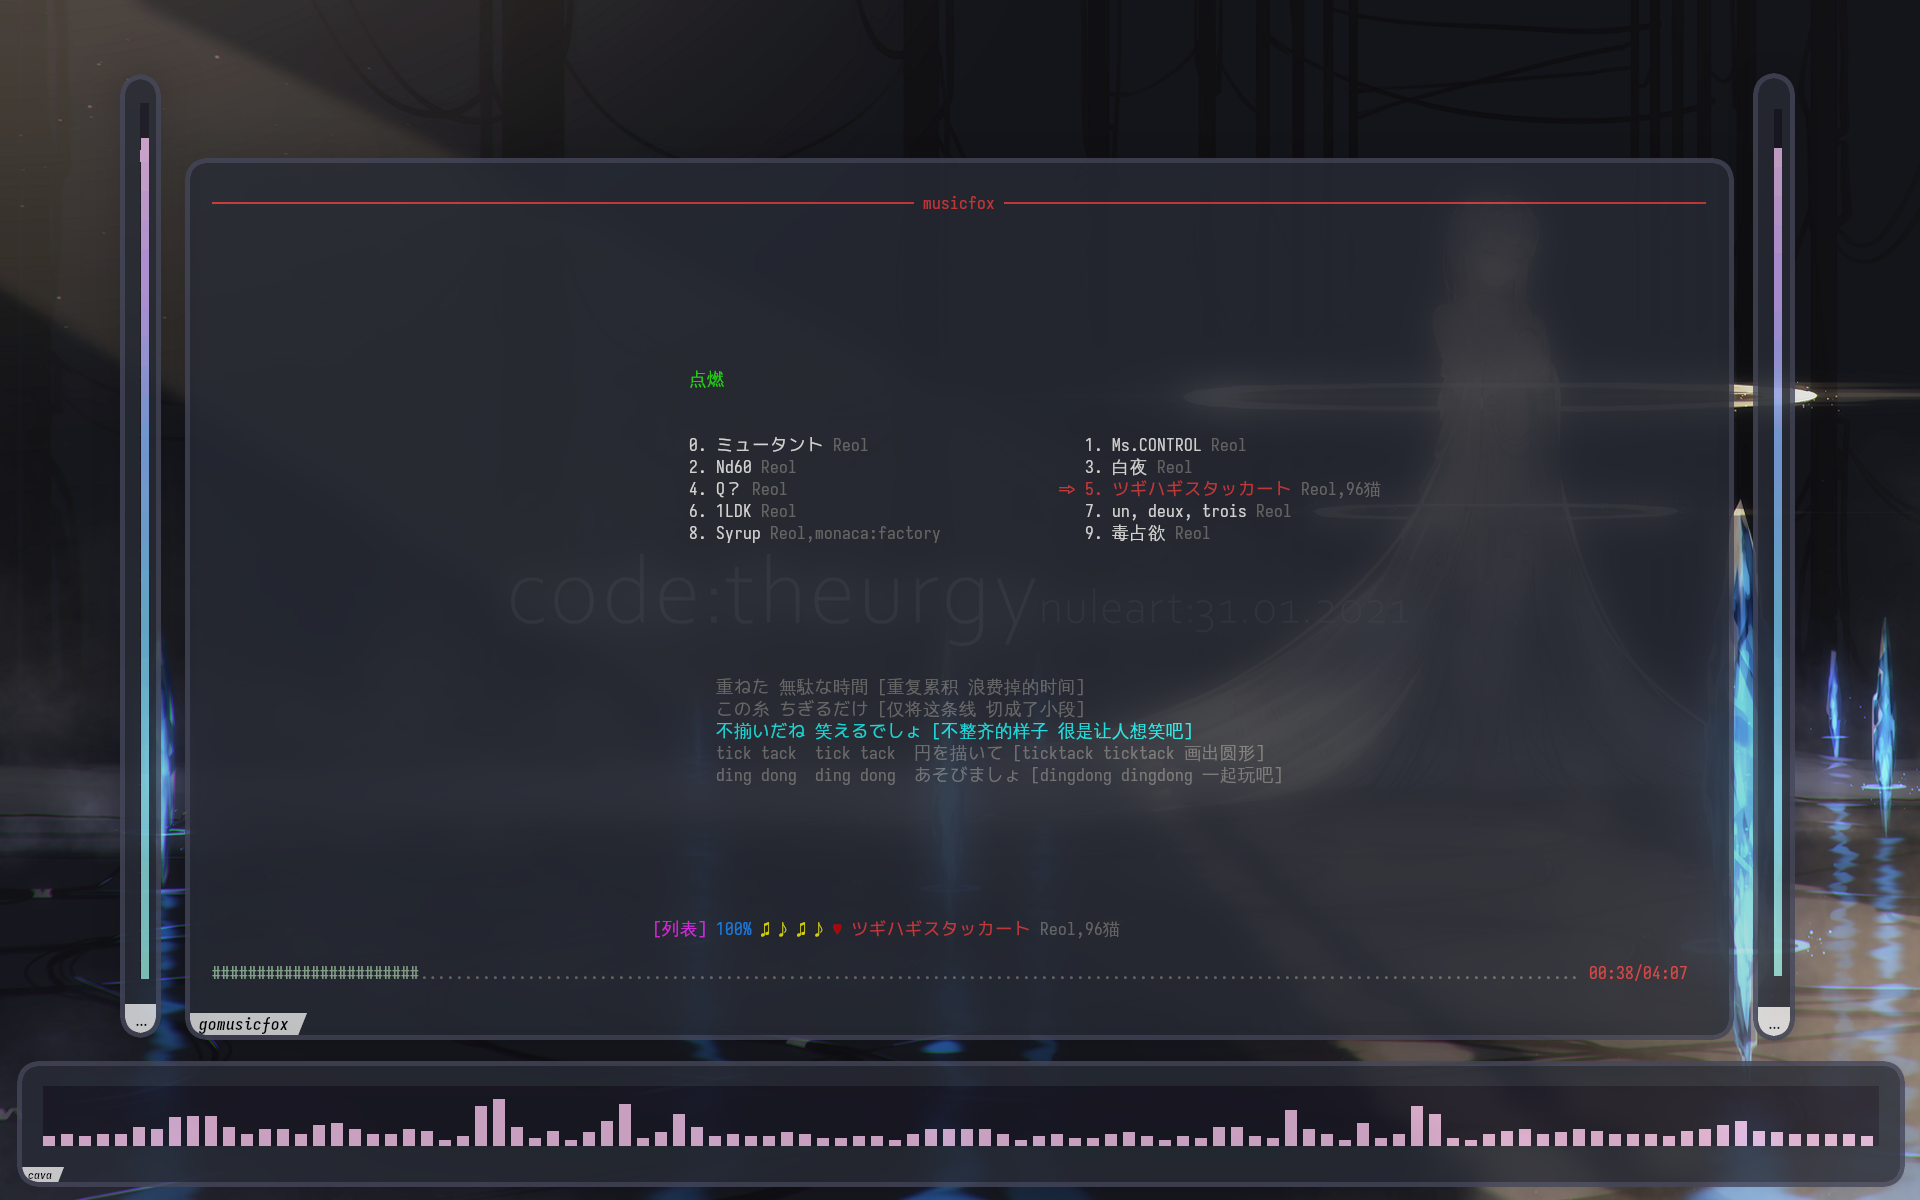 musicfox
点燃
0. ミュータント Reol
1. Ms.CONTROL Reol
2. Nd60 Reol
3. 白夜 Reol
4. Q？ Reol
⇒ 5. ツギハギスタッカート Reol,96猫
6. 1LDK Reol
7. un, deux, trois Reol
8. Syrup Reol,monaca:factory
9. 毒占欲 Reol
code:theurgy nuleart:31.01.2021
重ねた 無駄な時間 [重复累积 浪费掉的时间]
この糸 ちぎるだけ [仅将这条线 切成了小段]
不揃いだね 笑えるでしょ [不整齐的样子 很是让人想笑吧]
tick tack  tick tack  円を描いて [ticktack ticktack 画出圆形]
ding dong  ding dong  あそびましょ [dingdong dingdong 一起玩吧]
[列表] 100% ♫ ♪ ♫ ♪ ♥ ツギハギスタッカート Reol,96猫
#######################................................................................................................................ 00:38/04:07
gomusicfox
...
...
cava